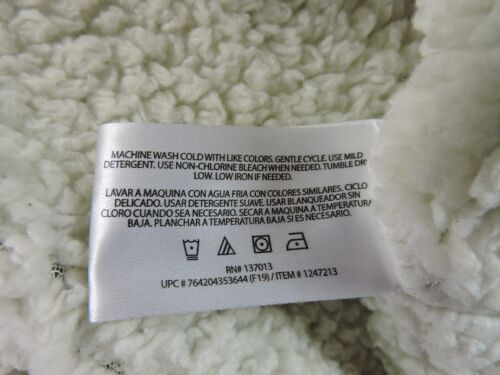 MACHINE WASH COLD WITH LIKE COLORS. GENTLE CYCLE. USE MILD
DETERGENT. USE NON-CHLORINE BLEACH WHEN NEEDED. TUMBLE DRY
LOW. LOW IRON IF NEEDED.
LAVAR A MAQUINA CON AGUA FRIA CON COLORES SIMILARES. CICLO
DELICADO. USAR DETERGENTE SUAVE. USAR BLANQUEADOR SIN
CLORO CUANDO SEA NECESARIO. SECAR A MAQUINA A TEMPERATURA
BAJA. PLANCHAR A TEMPERATURA BAJA SI ES NECESARIO.
RN# 137013
UPC # 764204353644 (F19) / ITEM # 1247213